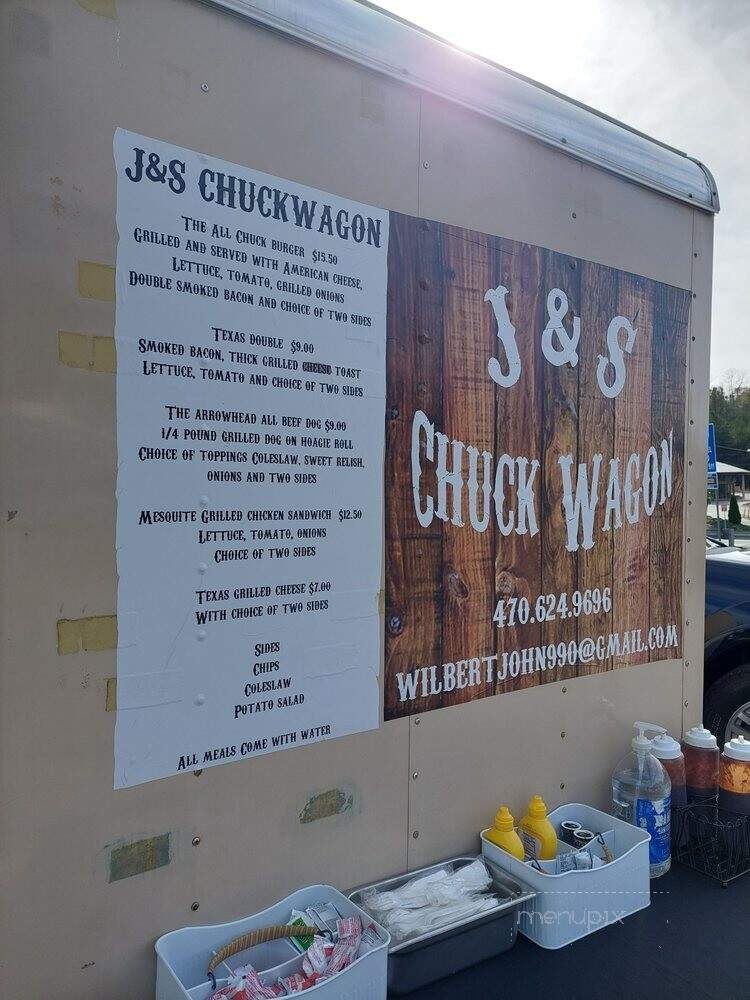 J&S CHUCKWAGON
THE ALL CHUCK BURGER $15.50
GRILLED AND SERVED WITH AMERICAN CHEESE,
LETTUCE, TOMATO, GRILLED ONIONS
DOUBLE SMOKED BACON AND CHOICE OF TWO SIDES
TEXAS DOUBLE $9.00
SMOKED BACON, THICK GRILLED CHEESE TOAST
LETTUCE, TOMATO AND CHOICE OF TWO SIDES
THE ARROWHEAD ALL BEEF DOG $9.00
1/4 POUND GRILLED DOG ON HOAGIE ROLL
CHOICE OF TOPPINGS COLESLAW, SWEET RELISH,
ONIONS AND TWO SIDES
MESQUITE GRILLED CHICKEN SANDWICH $12.50
LETTUCE, TOMATO, ONIONS
CHOICE OF TWO SIDES
TEXAS GRILLED CHEESE $7.00
WITH CHOICE OF TWO SIDES
SIDES
CHIPS
COLESLAW
POTATO SALAD
ALL MEALS COME WITH WATER
J & S
CHUCK WAGON
470.624.9696
WILBERTJOHN990@GMAIL.COM
menupix